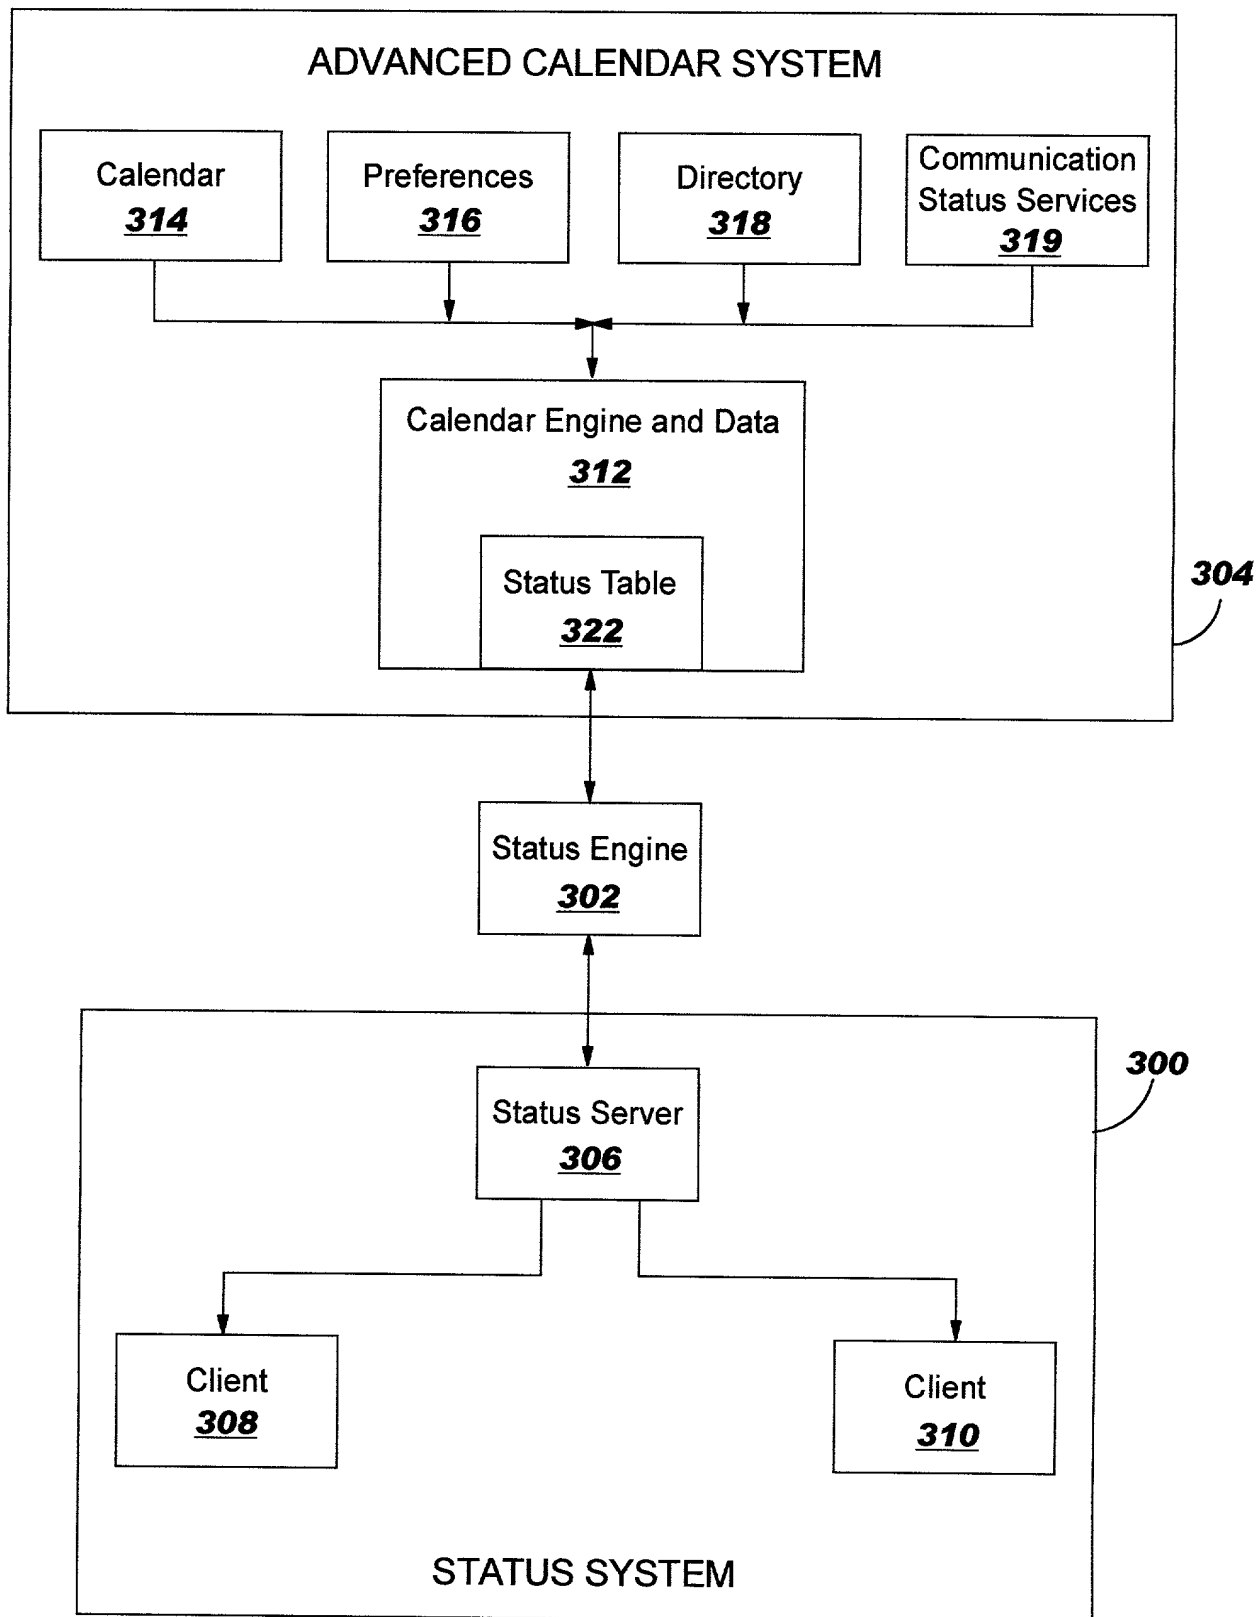 ADVANCED CALENDAR SYSTEM
Calendar
314
Preferences
316
Directory
318
Communication
Status Services
319
Calendar Engine and Data
312
Status Table
322
304
Status Engine
302
300
Status Server
306
Client
308
Client
310
STATUS SYSTEM